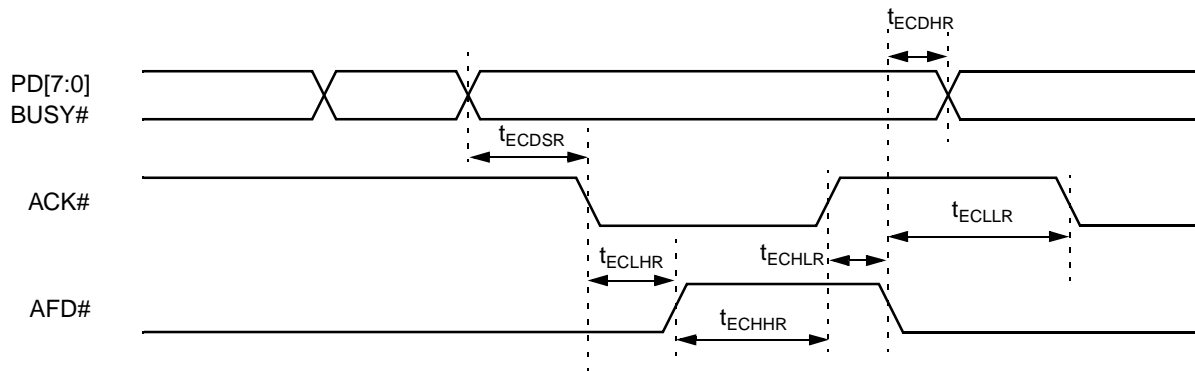 tECDHR
PD[7:0]
BUSY#
tECDSR
ACK#
tECLLR
tECLHR
tECHLR
AFD#
tECHHR